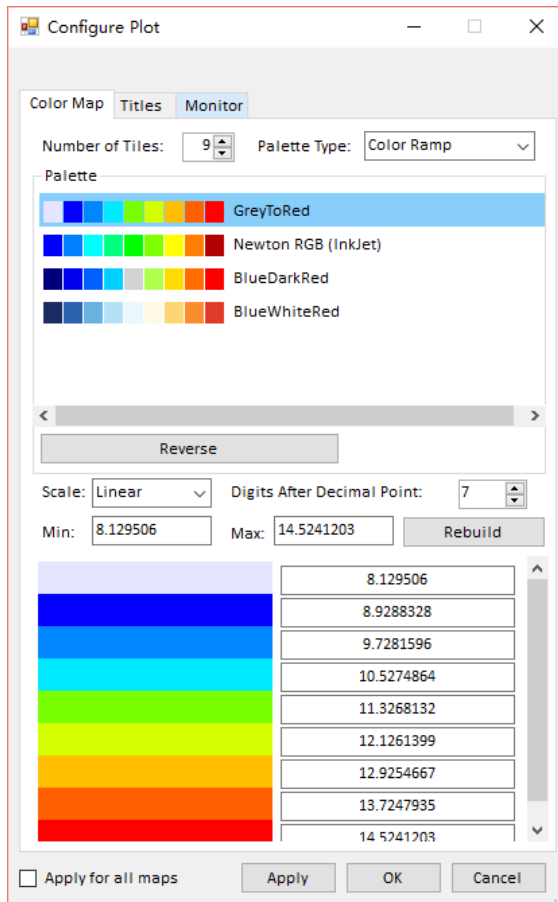 Configure Plot
Color Map Titles Monitor
Number of Tiles: 9 Palette Type: Color Ramp
Palette
GreyToRed
Newton RGB (InkJet)
BlueDarkRed
BlueWhiteRed
Reverse
Scale: Linear Digits After Decimal Point: 7
Min: 8.129506 Max: 14.5241203 Rebuild
8.129506
8.9288328
9.7281596
10.5274864
11.3268132
12.1261399
12.9254667
13.7247935
14.5241203
Apply for all maps Apply OK Cancel